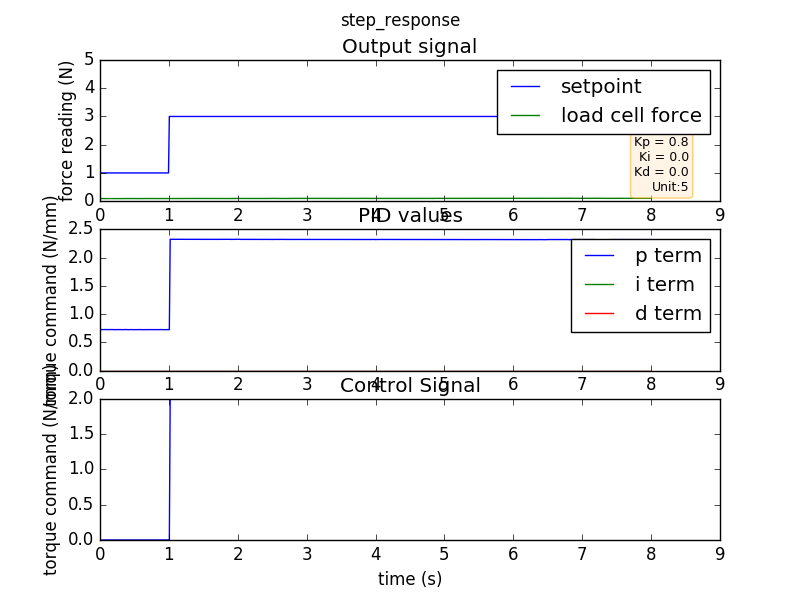 step_response
Output signal
force reading (N)
5
4
3
2
1
0
setpoint
load cell force
Kp = 0.8
Ki = 0.0
Kd = 0.0
Unit:5
0 1 2 3 4 5 6 7 8 9
PID values
torque command (N/mm)
2.5
2.0
1.5
1.0
0.5
0.0
p term
i term
d term
0 1 2 3 4 5 6 7 8 9
Control Signal
torque command (N/mm)
2.0
1.5
1.0
0.5
0.0
0 1 2 3 4 5 6 7 8 9
time (s)